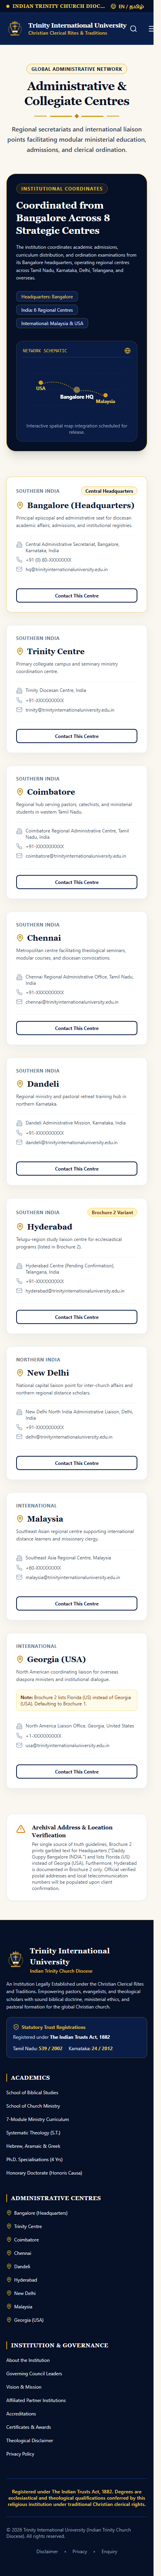 INDIAN TRINITY CHURCH DIOC...
EN / தமிழ்
Trinity International University
Christian Clerical Rites & Traditions
GLOBAL ADMINISTRATIVE NETWORK
Administrative &
Collegiate Centres
Regional secretariats and international liaison
points facilitating modular ministerial education,
assessments, and diocesan clerical ordination.
INSTITUTIONAL COORDINATES
Coordinated from
Bangalore Across 8
Strategic Centres
The Institution coordinates academic admissions,
curriculum distribution, and ordination examinations from
its Bangalore Headquarters, operating regional centres
across Tamil Nadu, Karnataka, Delhi, Telangana, and
overseas.
Headquarters: Bangalore
India: 6 Regional Centres
International: Malaysia & USA
NETWORK SCHEMATIC
USA
Bangalore HQ
Malaysia
Interactive spatial map integration scheduled for
release.
SOUTHERN INDIA
Central Headquarters
Bangalore (Headquarters)
Principal episcopal and administrative seat for diocesan
academic affairs, admissions, and institutional registries.
Central Administrative Secretariat, Bangalore,
Karnataka, India
+91 (0) 80-XXXXXXXX
hq@trinityinternationaluniversity.edu.in
Contact This Centre
SOUTHERN INDIA
Trinity Centre
Primary collegiate campus and seminary ministry
coordination centre.
Trinity Diocesan Centre, India
+91-XXXXXXXXXX
trinity@trinityinternationaluniversity.edu.in
Contact This Centre
SOUTHERN INDIA
Coimbatore
Regional hub serving pastors, catechists, and ministerial
students in western Tamil Nadu.
Coimbatore Regional Administrative Centre, Tamil
Nadu, India
+91-XXXXXXXXXX
coimbatore@trinityinternationaluniversity.edu.in
Contact This Centre
SOUTHERN INDIA
Chennai
Metropolitan centre facilitating theological seminars,
modular courses, and diocesan convocations.
Chennai Regional Administrative Office, Tamil Nadu,
India
+91-XXXXXXXXXX
chennai@trinityinternationaluniversity.edu.in
Contact This Centre
SOUTHERN INDIA
Dandeli
Regional ministry and pastoral retreat training hub in
northern Karnataka.
Dandeli Administrative Mission, Karnataka, India
+91-XXXXXXXXXX
dandeli@trinityinternationaluniversity.edu.in
Contact This Centre
SOUTHERN INDIA
Brochure 2 Variant
Hyderabad
Telugu-region study liaison centre for ecclesiastical
programs (listed in Brochure 2).
Hyderabad Centre (Pending Confirmation),
Telangana, India
+91-XXXXXXXXXX
hyderabad@trinityinternationaluniversity.edu.in
Contact This Centre
NORTHERN INDIA
New Delhi
National capital liaison point for inter-church affairs and
northern regional distance scholars.
New Delhi North India Administrative Liaison, Delhi,
India
+91-XXXXXXXXXX
delhi@trinityinternationaluniversity.edu.in
Contact This Centre
INTERNATIONAL
Malaysia
Southeast Asian regional centre supporting international
distance learners and missionary clergy.
Southeast Asia Regional Centre, Malaysia
+60-XXXXXXXXX
malaysia@trinityinternationaluniversity.edu.in
Contact This Centre
INTERNATIONAL
Georgia (USA)
North American coordinating liaison for overseas
diaspora ministers and institutional dialogue.
Note: Brochure 2 lists Florida (US) instead of Georgia
(USA). Defaulting to Brochure 1.
North America Liaison Office, Georgia, United States
+1-XXXXXXXXXX
usa@trinityinternationaluniversity.edu.in
Contact This Centre
Archival Address & Location
Verification
Per single source of truth guidelines, Brochure 2
prints garbled text for Headquarters ("Daddy
Gaypu Bangalore INDIA") and lists Florida (US)
instead of Georgia (USA). Furthermore, Hyderabad
is documented in Brochure 2 only. Official verified
postal addresses and local telecommunication
lines will be populated upon client
confirmation.
Trinity International
University
Indian Trinity Church Diocese
An Institution Legally Established under the Christian Clerical Rites
and Traditions. Empowering pastors, evangelists, and theological
scholars with sound biblical doctrine, ministerial ethics, and
pastoral formation for the global Christian church.
Statutory Trust Registrations
Registered under The Indian Trusts Act, 1882
Tamil Nadu: 539 / 2002 Karnataka: 24 / 2012
ACADEMICS
School of Biblical Studies
School of Church Ministry
7-Module Ministry Curriculum
Systematic Theology (S.T.)
Hebrew, Aramaic & Greek
Ph.D. Specialisations (4 Yrs)
Honorary Doctorate (Honoris Causa)
ADMINISTRATIVE CENTRES
Bangalore (Headquarters)
Trinity Centre
Coimbatore
Chennai
Dandeli
Hyderabad
New Delhi
Malaysia
Georgia (USA)
INSTITUTION & GOVERNANCE
About the Institution
Governing Council Leaders
Vision & Mission
Affiliated Partner Institutions
Accreditations
Certificates & Awards
Theological Disclaimer
Privacy Policy
Registered under The Indian Trusts Act, 1882. Degrees are
ecclesiastical and theological qualifications conferred by this
religious institution under traditional Christian clerical rights.
© 2026 Trinity International University (Indian Trinity Church
Diocese). All rights reserved.
Disclaimer • Privacy • Enquiry